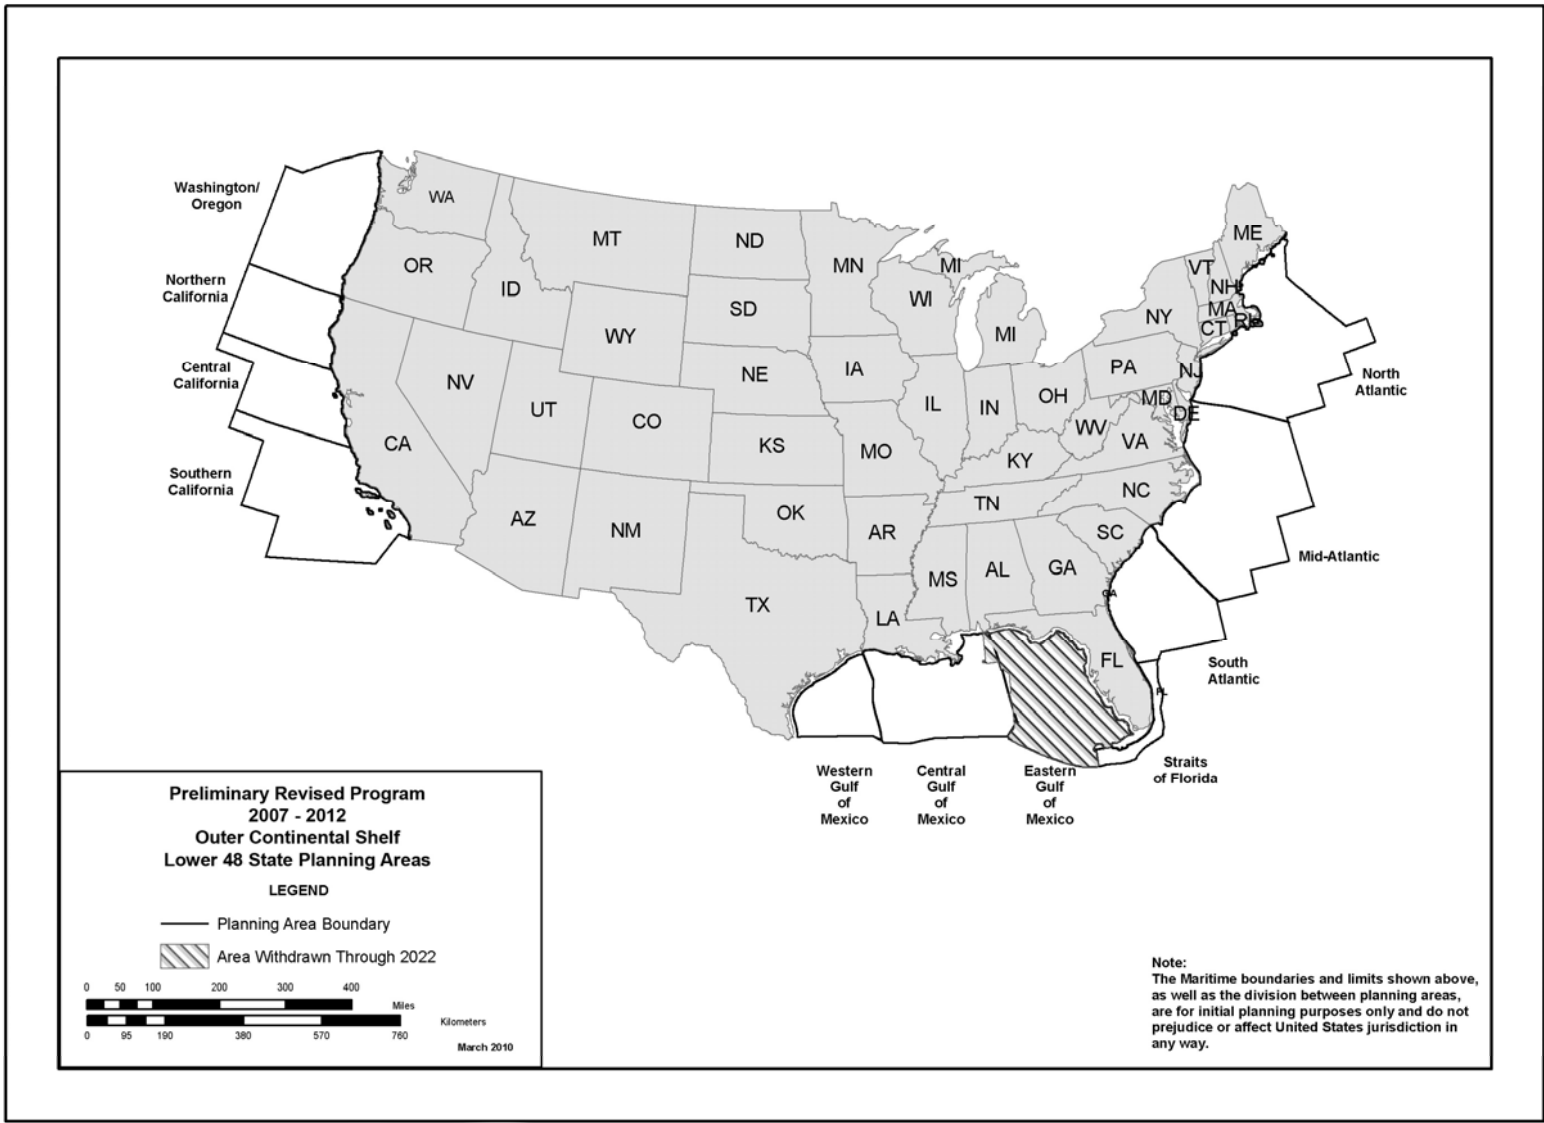 Washington/
Oregon
Northern
California
Central
California
Southern
California
WA
OR
CA
ID
NV
MT
WY
UT
AZ
CO
NM
ND
SD
NE
KS
OK
TX
MN
IA
MO
AR
LA
WI
MI
MI
IL
IN
OH
KY
TN
MS
AL
GA
GA
FL
FL
SC
NC
VA
WV
PA
NY
VT
NH
ME
MA
CT
RI
NJ
MD
DE
North
Atlantic
Mid-Atlantic
South
Atlantic
Straits
of Florida
Western
Gulf
of
Mexico
Central
Gulf
of
Mexico
Eastern
Gulf
of
Mexico
Preliminary Revised Program
2007 - 2012
Outer Continental Shelf
Lower 48 State Planning Areas
LEGEND
Planning Area Boundary
Area Withdrawn Through 2022
0 50 100 200 300 400
Miles
Kilometers
0 95 190 380 570 760
March 2010
Note:
The Maritime boundaries and limits shown above,
as well as the division between planning areas,
are for initial planning purposes only and do not
prejudice or affect United States jurisdiction in
any way.